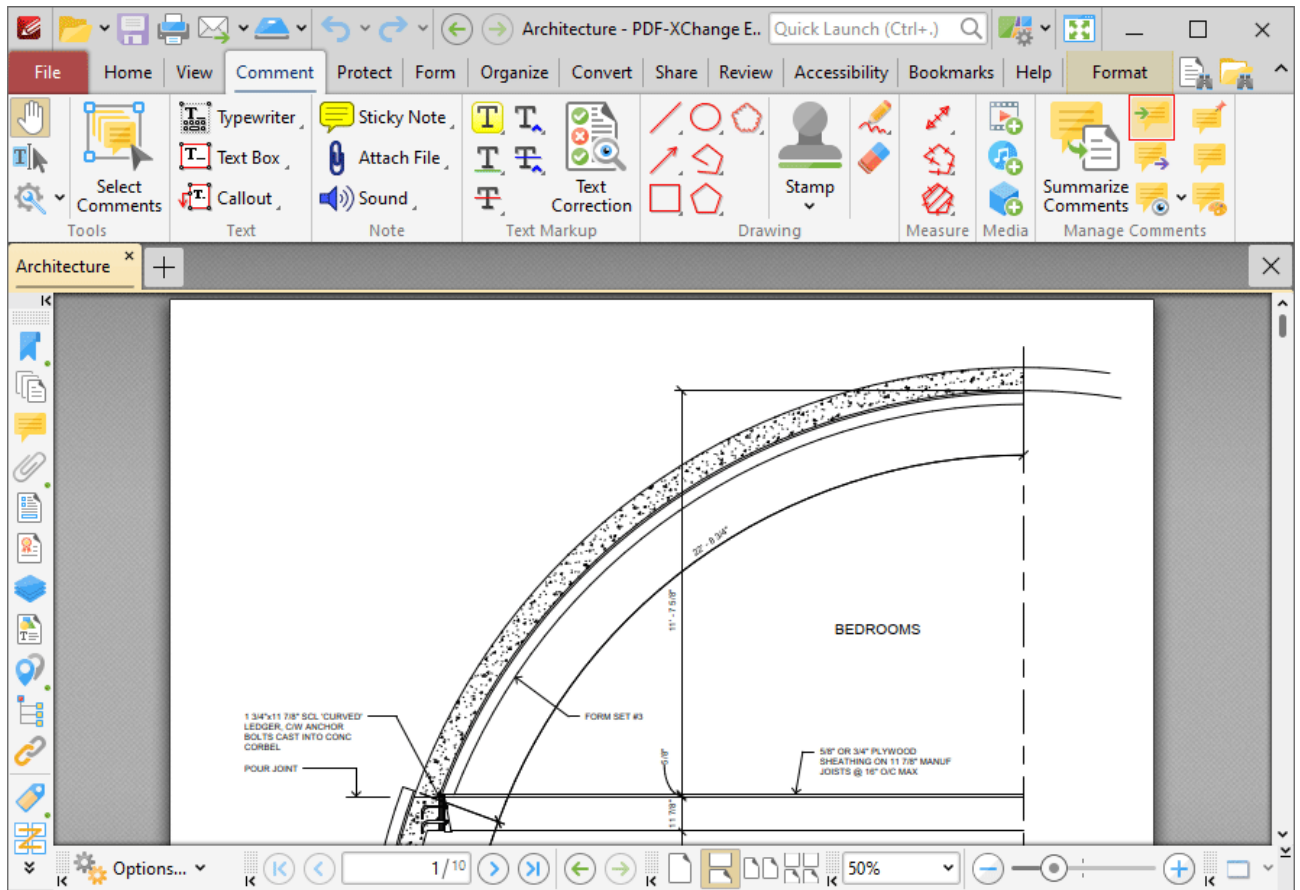 Architecture - PDF-XChange E..
Quick Launch (Ctrl+.)
File
Home
View
Comment
Protect
Form
Organize
Convert
Share
Review
Accessibility
Bookmarks
Help
Format
Select
Comments
Tools
Typewriter
Text Box
Callout
Text
Sticky Note
Attach File
Sound
Note
Text
Correction
Text Markup
Drawing
Stamp
Measure
Media
Summarize
Comments
Manage Comments
Architecture
22' - 8 3/4"
11' - 7 5/8"
BEDROOMS
1 3/4"x11 7/8" SCL 'CURVED'
LEDGER, C/W ANCHOR
BOLTS CAST INTO CONC
CORBEL
POUR JOINT
FORM SET #3
5/8"
5/8" OR 3/4" PLYWOOD
SHEATHING ON 11 7/8" MANUF
JOISTS @ 16" O/C MAX
11 7/8"
Options...
1/10
50%